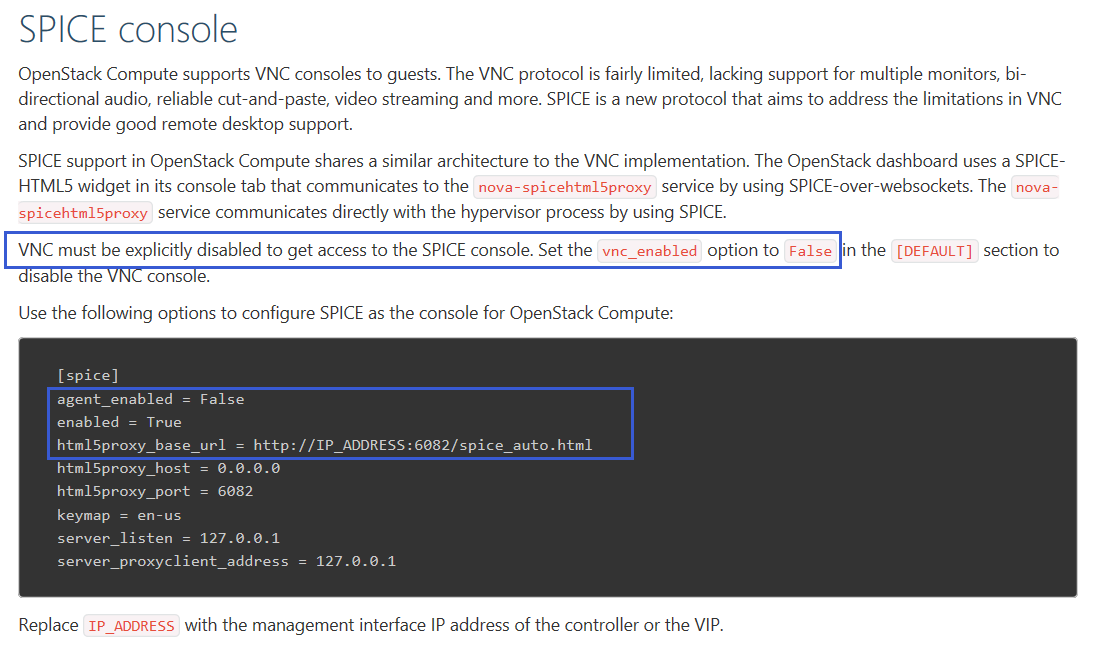 SPICE console
OpenStack Compute supports VNC consoles to guests. The VNC protocol is fairly limited, lacking support for multiple monitors, bi-
directional audio, reliable cut-and-paste, video streaming and more. SPICE is a new protocol that aims to address the limitations in VNC
and provide good remote desktop support.
SPICE support in OpenStack Compute shares a similar architecture to the VNC implementation. The OpenStack dashboard uses a SPICE-
HTML5 widget in its console tab that communicates to the nova-spicehtml5proxy service by using SPICE-over-websockets. The nova-
spicehtml5proxy service communicates directly with the hypervisor process by using SPICE.
VNC must be explicitly disabled to get access to the SPICE console. Set the vnc_enabled option to False in the [DEFAULT] section to
disable the VNC console.
Use the following options to configure SPICE as the console for OpenStack Compute:
[spice]
agent_enabled = False
enabled = True
html5proxy_base_url = http://IP_ADDRESS:6082/spice_auto.html
html5proxy_host = 0.0.0.0
html5proxy_port = 6082
keymap = en-us
server_listen = 127.0.0.1
server_proxyclient_address = 127.0.0.1
Replace IP_ADDRESS with the management interface IP address of the controller or the VIP.